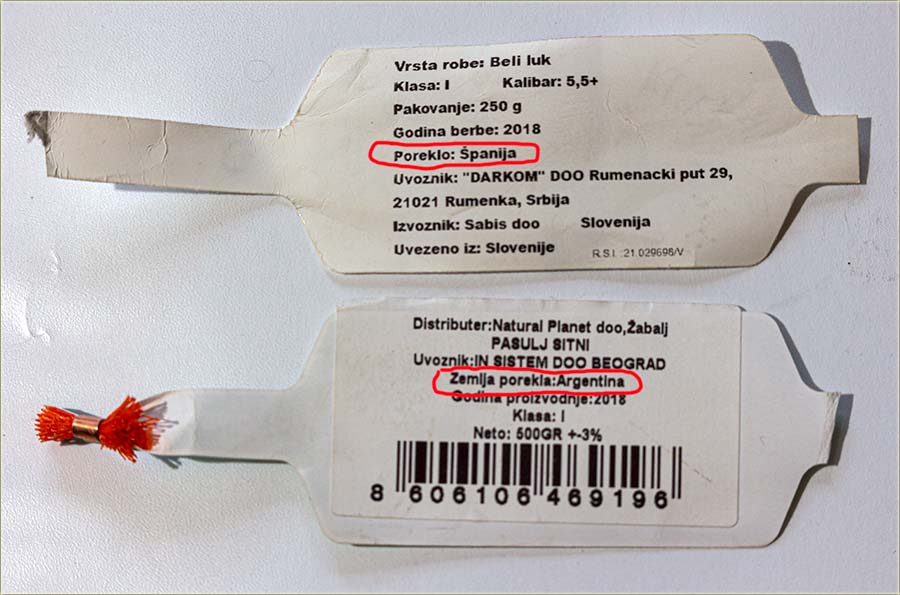 Vrsta robe: Beli luk
Klasa: I Kalibar: 5,5+
Pakovanje: 250 g
Godina berbe: 2018
Poreklo: Španija
Uvoznik: "DARKOM" DOO Rumenacki put 29,
21021 Rumenka, Srbija
Izvoznik: Sabis doo Slovenija
Uvezeno iz: Slovenije
R.S.I. :21.029696/V
Distributer:Natural Planet doo,Žabalj
PASULJ SITNI
Uvoznik:IN SISTEM DOO BEOGRAD
Zemlja porekla:Argentina
Godina proizvodnje:2018
Klasa: I
Neto: 500GR +-3%
8 606106 469196